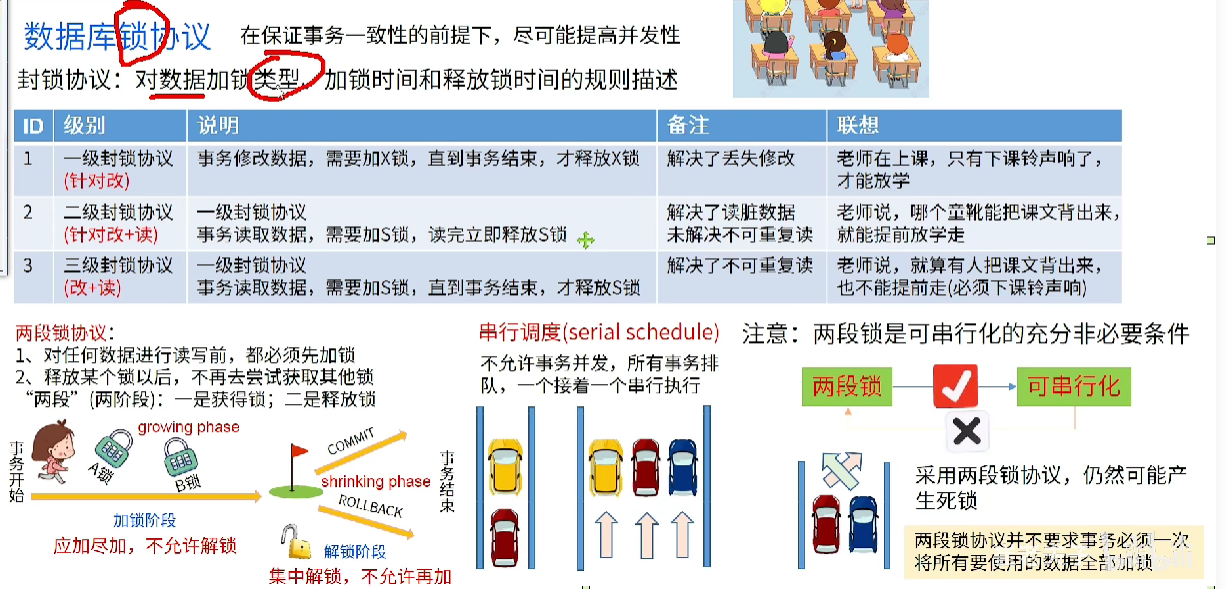 数据库锁协议
在保证事务一致性的前提下，尽可能提高并发性
封锁协议：对数据加锁类型、加锁时间和释放锁时间的规则描述
ID 级别 说明 备注 联想
1 一级封锁协议 事务修改数据，需要加X锁，直到事务结束，才释放X锁 解决了丢失修改 老师在上课，只有下课铃声响了，
(针对改) 才能放学
2 二级封锁协议 一级封锁协议 解决了读脏数据 老师说，哪个童靴能把课文背出来，
(针对改+读) 事务读取数据，需要加S锁，读完立即释放S锁 未解决不可重复读 就能提前放学走
3 三级封锁协议 一级封锁协议 解决了不可重复读 老师说，就算有人把课文背出来，
(改+读) 事务读取数据，需要加S锁，直到事务结束，才释放S锁 也不能提前走(必须下课铃声响)
两段锁协议：
1、对任何数据进行读写前，都必须先加锁
2、释放某个锁以后，不再去尝试获取其他锁
“两段”(两阶段)：一是获得锁；二是释放锁
事务开始
growing phase
A锁
B锁
加锁阶段
应加尽加，不允许解锁
COMMIT
shrinking phase
ROLLBACK
事务结束
解锁阶段
集中解锁，不允许再加
串行调度(serial schedule)
不允许事务并发，所有事务排
队，一个接着一个串行执行
注意：两段锁是可串行化的充分非必要条件
两段锁
可串行化
采用两段锁协议，仍然可能产
生死锁
两段锁协议并不要求事务必须一次
将所有要使用的数据全部加锁